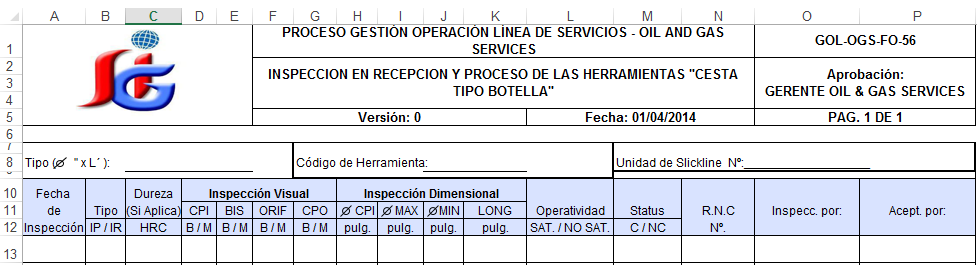 A B C D E F G H I J K L M N O P
1 PROCESO GESTIÓN OPERACIÓN LÍNEA DE SERVICIOS - OIL AND GAS
SERVICES
GOL-OGS-FO-56
2
3 INSPECCION EN RECEPCION Y PROCESO DE LAS HERRAMIENTAS "CESTA
TIPO BOTELLA"
Aprobación:
GERENTE OIL & GAS SERVICES
4
5 Versión: 0 Fecha: 01/04/2014 PAG. 1 DE 1
6
7
8 Tipo (Ø " x L´ ): Código de Herramienta: Unidad de Slickline Nº:
9
10 Fecha Dureza Inspección Visual Inspección Dimensional
11 de Tipo (Si Aplica) CPI BIS ORIF CPO Ø CPI Ø MAX Ø MIN LONG Operatividad Status R.N.C Inspecc. por: Acept. por:
12 Inspección IP / IR HRC B / M B / M B / M B / M pulg. pulg. pulg. pulg. SAT. / NO SAT. C / NC Nº.
13